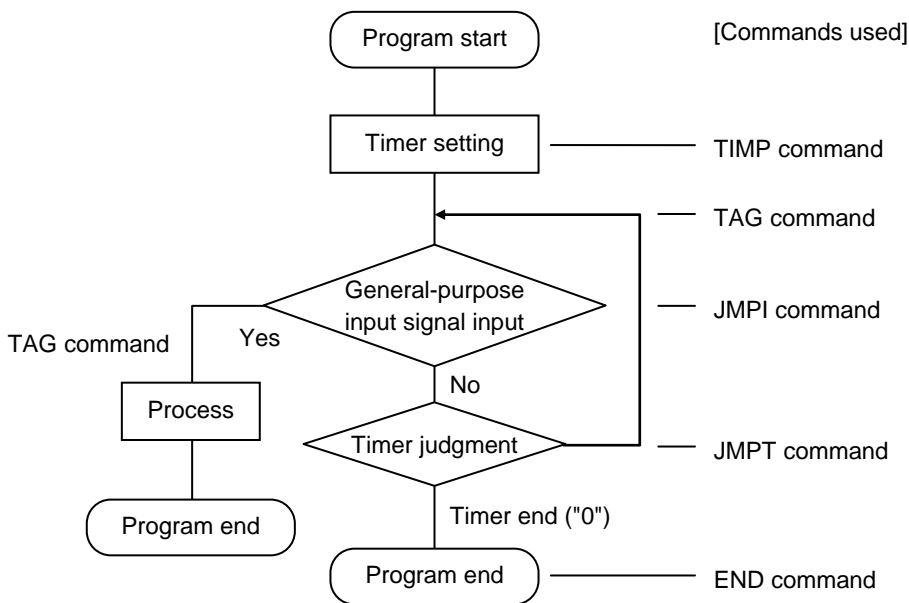 Program start
[Commands used]
Timer setting
TIMP command
TAG command
General-purpose
input signal input
JMPI command
TAG command
Yes
No
Process
Timer judgment
JMPT command
Timer end ("0")
Program end
Program end
END command